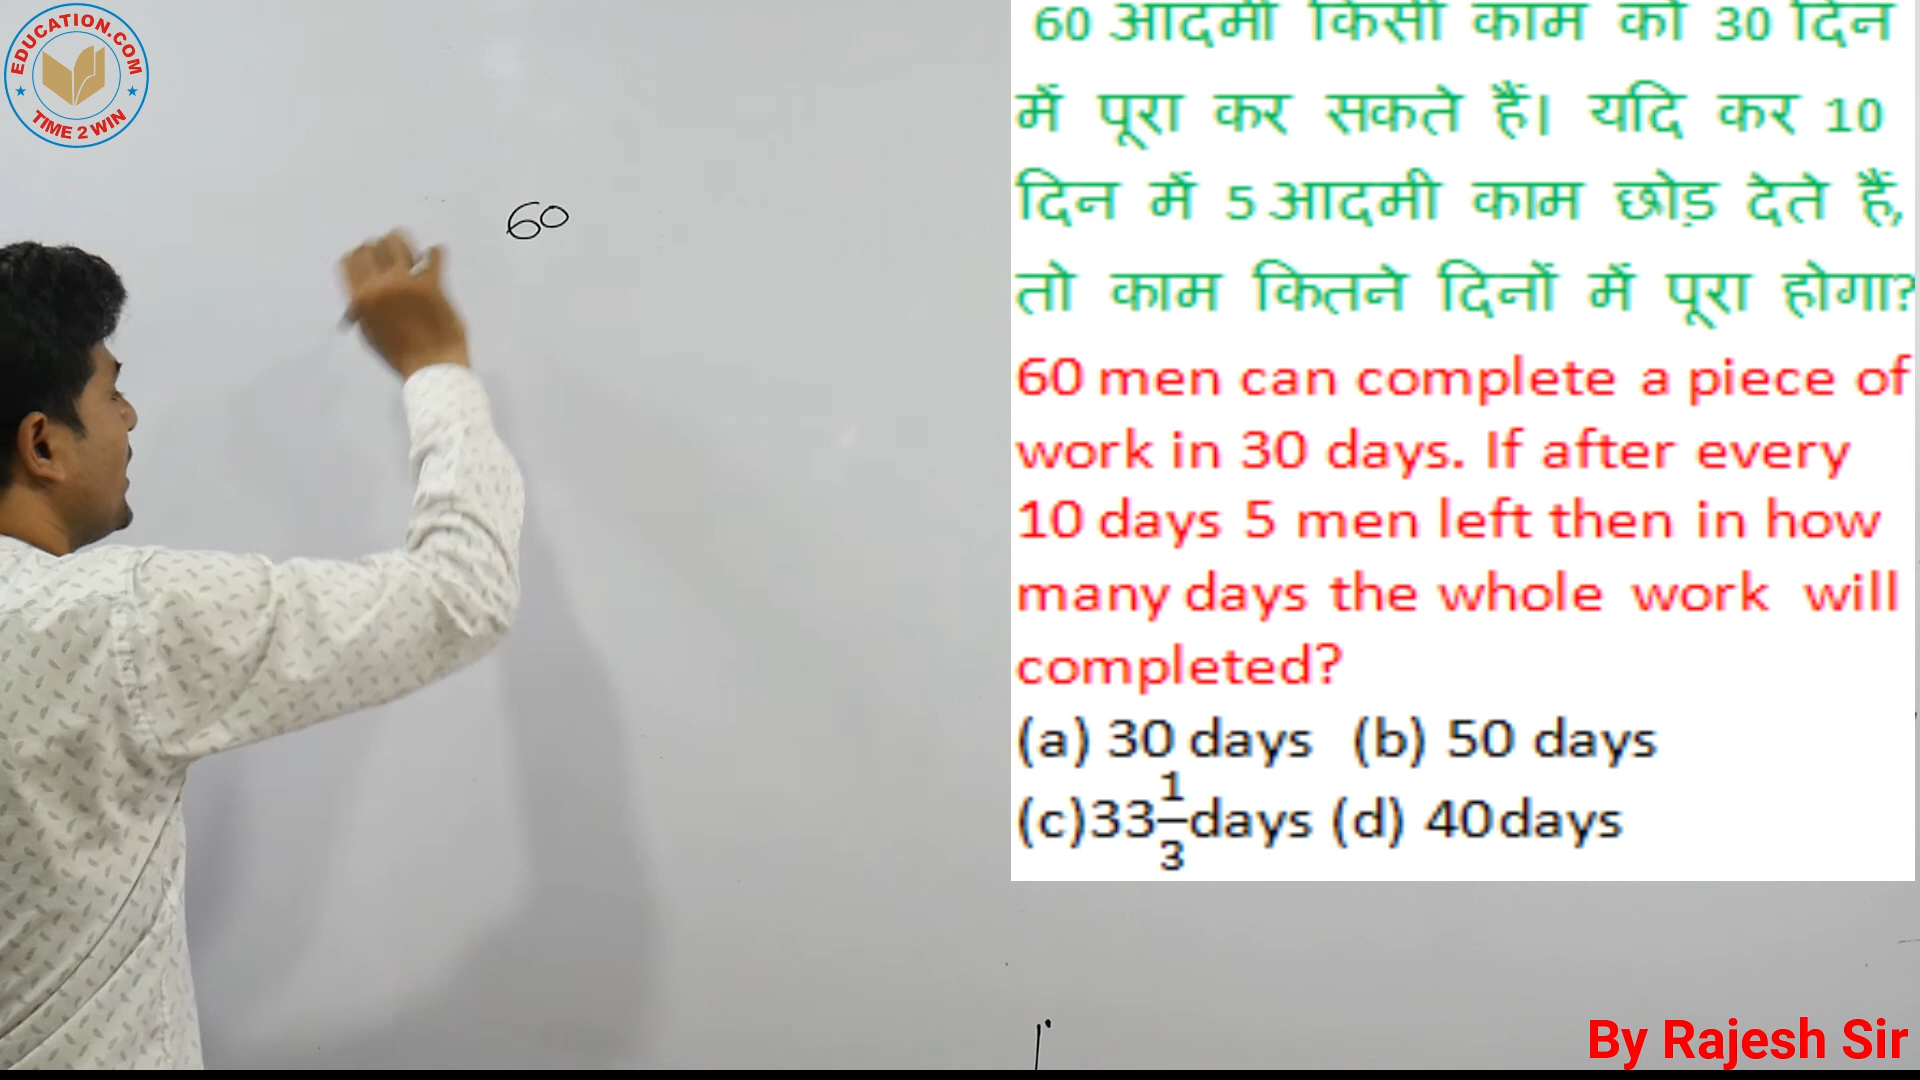 EDUCATION.COM
TIME 2 WIN
60
60 आदमी किसी काम को 30 दिन
में पूरा कर सकते हैं। यदि कर 10
दिन में 5 आदमी काम छोड़ देते हैं,
तो काम कितने दिनों में पूरा होगा?
60 men can complete a piece of
work in 30 days. If after every
10 days 5 men left then in how
many days the whole work will
completed?
(a) 30 days (b) 50 days
(c)33 1/3 days (d) 40days
By Rajesh Sir